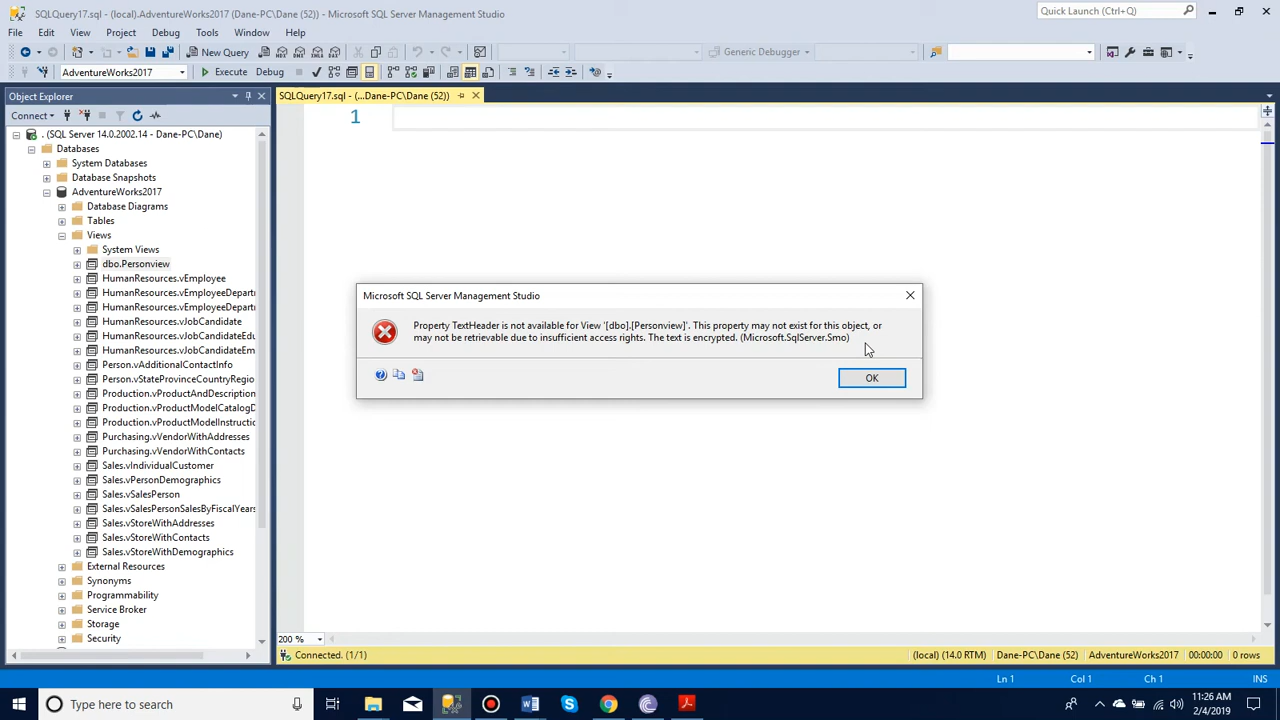 SQLQuery17.sql - (local).AdventureWorks2017 (Dane-PC\Dane (52)) - Microsoft SQL Server Management Studio
Quick Launch (Ctrl+Q)
File Edit View Project Debug Tools Window Help
New Query
Generic Debugger
AdventureWorks2017
Execute
Debug
Object Explorer
SQLQuery17.sql - (...Dane-PC\Dane (52))
Connect
1
. (SQL Server 14.0.2002.14 - Dane-PC\Dane)
Databases
System Databases
Database Snapshots
AdventureWorks2017
Database Diagrams
Tables
Views
System Views
dbo.Personview
HumanResources.vEmployee
HumanResources.vEmployeeDepartr
HumanResources.vEmployeeDepartr
HumanResources.vJobCandidate
HumanResources.vJobCandidateEdu
HumanResources.vJobCandidateEm
Person.vAdditionalContactInfo
Person.vStateProvinceCountryRegio
Production.vProductAndDescription
Production.vProductModelCatalogD
Production.vProductModelInstructic
Purchasing.vVendorWithAddresses
Purchasing.vVendorWithContacts
Sales.vIndividualCustomer
Sales.vPersonDemographics
Sales.vSalesPerson
Sales.vSalesPersonSalesByFiscalYears
Sales.vStoreWithAddresses
Sales.vStoreWithContacts
Sales.vStoreWithDemographics
External Resources
Synonyms
Programmability
Service Broker
Storage
Security
Microsoft SQL Server Management Studio
Property TextHeader is not available for View '[dbo].[Personview]'. This property may not exist for this object, or
may not be retrievable due to insufficient access rights. The text is encrypted. (Microsoft.SqlServer.Smo)
OK
200 %
Connected. (1/1)
(local) (14.0 RTM)
Dane-PC\Dane (52)
AdventureWorks2017
00:00:00
0 rows
Ln 1
Col 1
Ch 1
INS
Type here to search
11:26 AM
2/4/2019